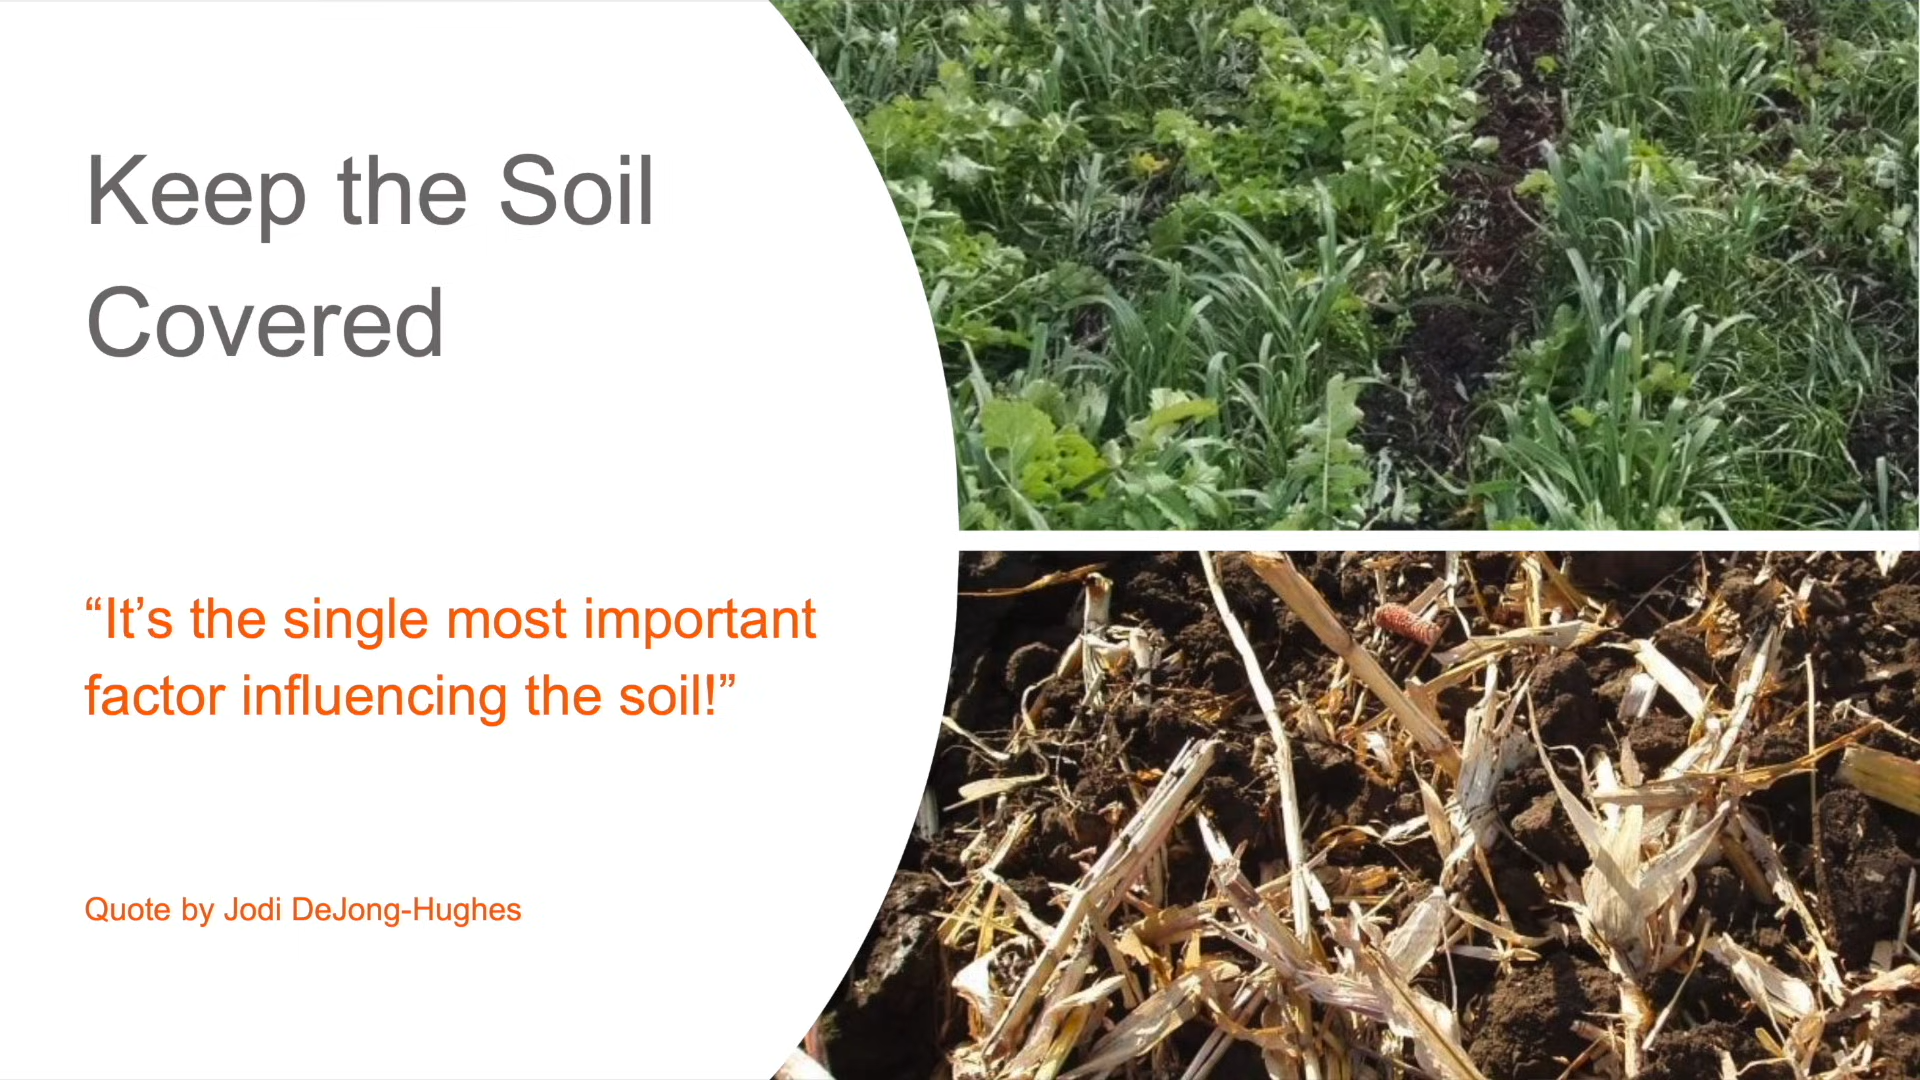 Keep the Soil
Covered
“It’s the single most important
factor influencing the soil!”
Quote by Jodi DeJong-Hughes